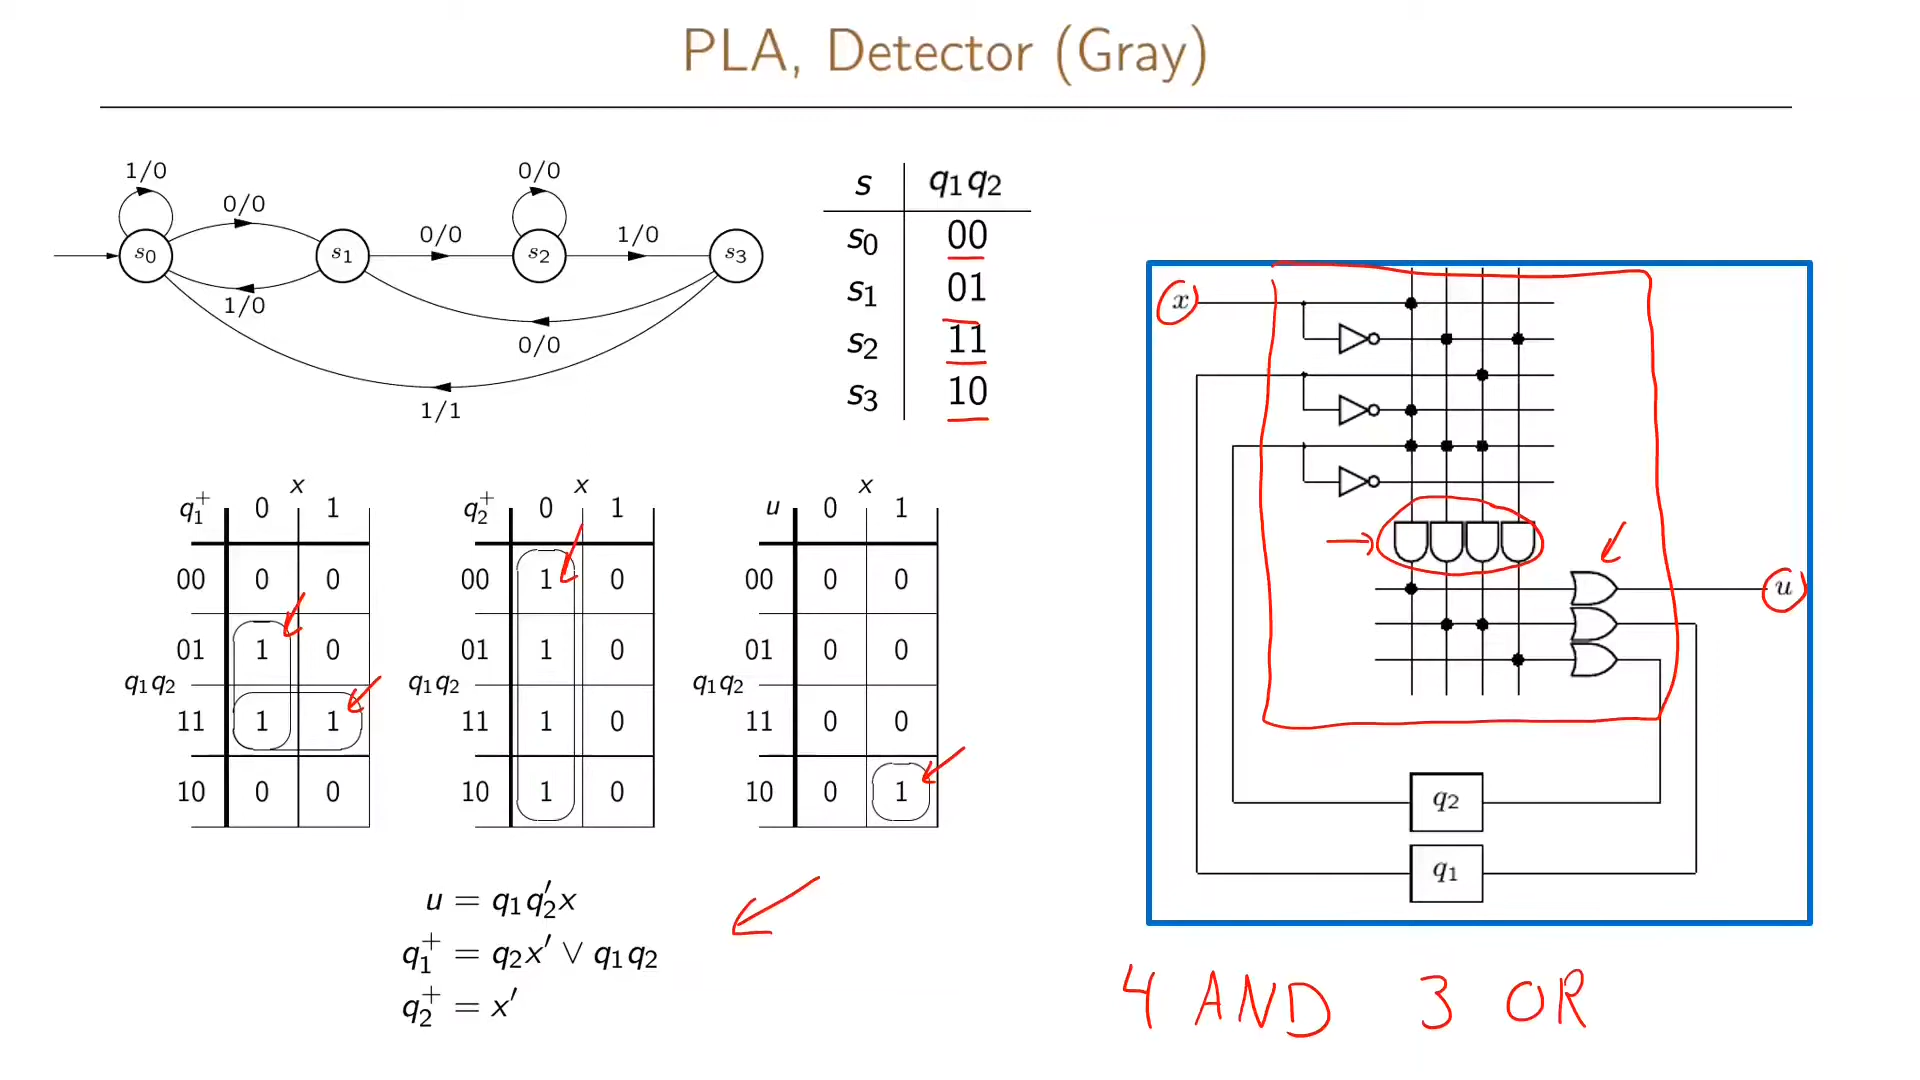 PLA, Detector (Gray)
1/0
0/0
0/0
0/0
1/0
s0
s1
s2
s3
1/0
0/0
1/1
s q1q2
s0 00
s1 01
s2 11
s3 10
x
q1+ 0 1
00 0 0
01 1 0
q1q2
11 1 1
10 0 0
x
q2+ 0 1
00 1 0
01 1 0
q1q2
11 1 0
10 1 0
x
u 0 1
00 0 0
01 0 0
q1q2
11 0 0
10 0 1
u = q1q2′x
q1+ = q2x′ ∨ q1q2
q2+ = x′
x
u
q2
q1
4 AND 3 OR